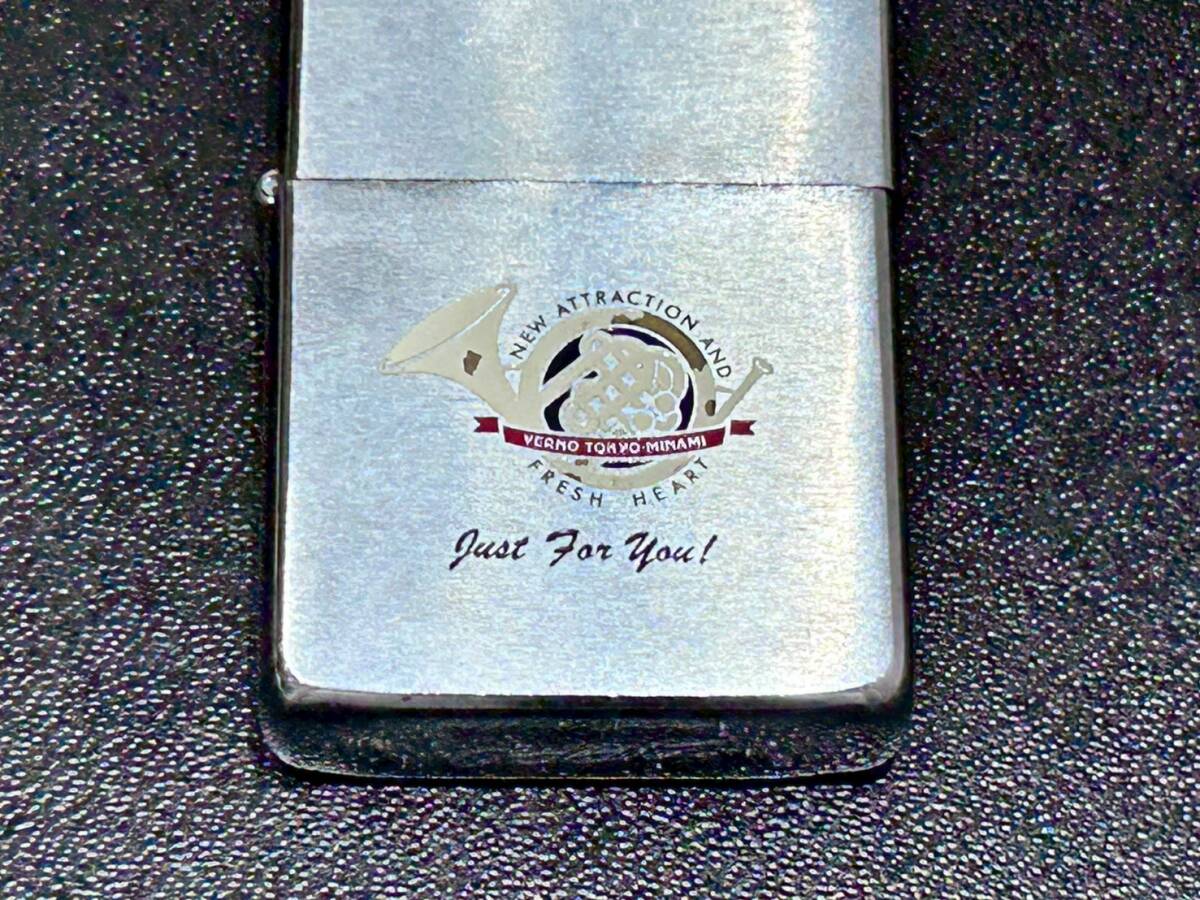 NEW ATTRACTION AND
VERNO TOKYO-MINAMI
FRESH HEART
Just For You!